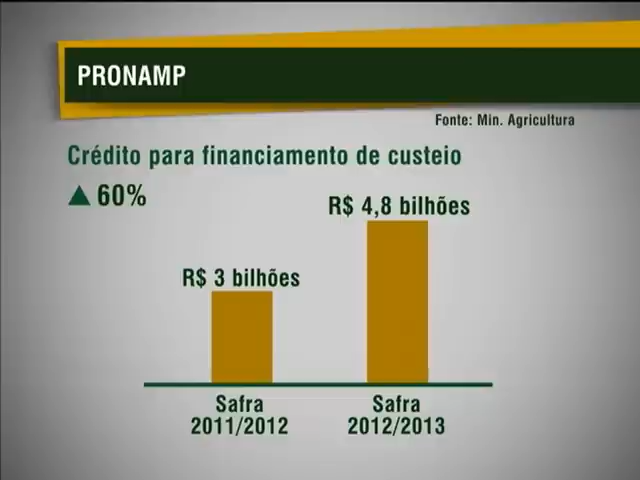 PRONAMP
Fonte: Min. Agricultura
Crédito para financiamento de custeio
▲ 60%
R$ 4,8 bilhões
R$ 3 bilhões
Safra
2011/2012
Safra
2012/2013